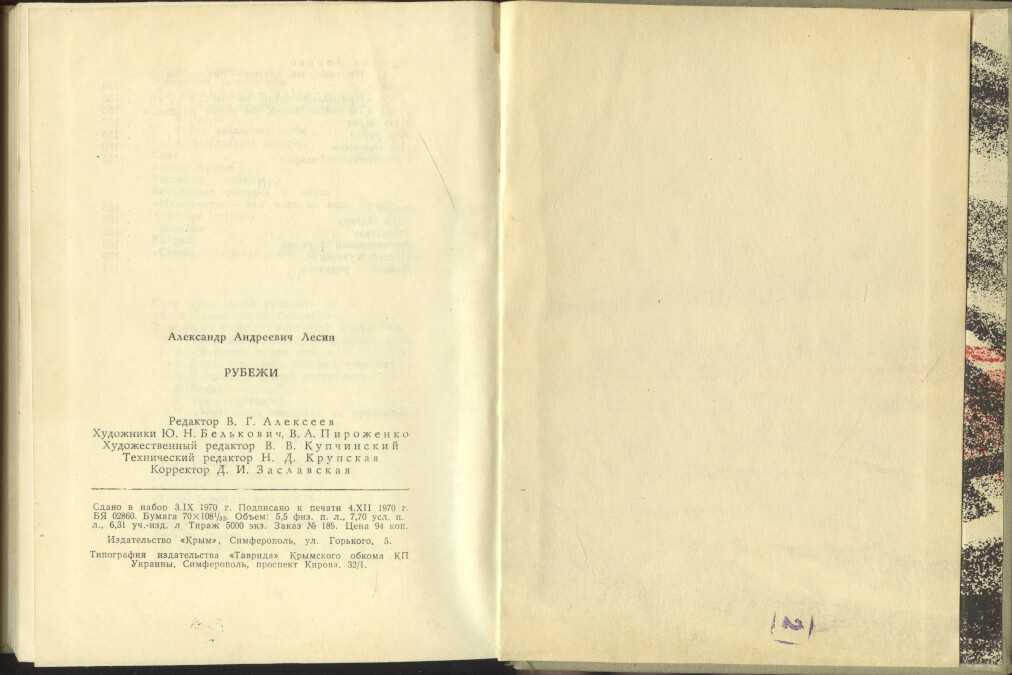 Александр Андреевич Лесин
РУБЕЖИ
Редактор В. Г. Алексеев
Художники Ю. Н. Белькович, В. А. Пироженко
Художественный редактор В. В. Купчинский
Технический редактор Н. Д. Крупская
Корректор Д. И. Заславская
Сдано в набор 3.IX 1970 г. Подписано к печати 4.XII 1970 г.
БЯ 02860. Бумага 70×108¹/₃₂. Объем: 5,5 физ. п. л., 7,70 усл. п.
л., 6,31 уч.-изд. л Тираж 5000 экз. Заказ № 185. Цена 94 коп.
Издательство «Крым», Симферополь, ул. Горького, 5.
Типография издательства «Таврида» Крымского обкома КП
Украины, Симферополь, проспект Кирова, 32/1.